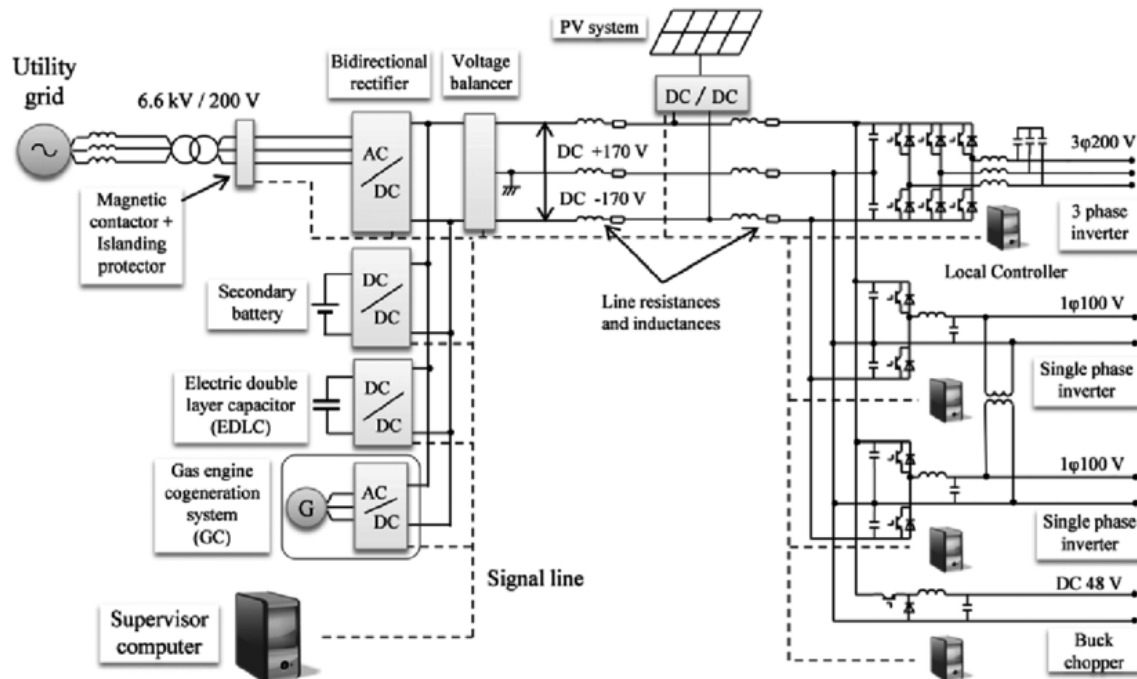 PV system
Utility
grid
Bidirectional
rectifier
Voltage
balancer
6.6 kV / 200 V
DC / DC
AC
DC
DC +170 V
DC -170 V
3φ200 V
3 phase
inverter
Magnetic
contactor +
Islanding
protector
Local Controller
Secondary
battery
DC
DC
Line resistances
and inductances
1φ100 V
Single phase
inverter
Electric double
layer capacitor
(EDLC)
DC
DC
Gas engine
cogeneration
system
(GC)
G
AC
DC
1φ100 V
Single phase
inverter
Signal line
DC 48 V
Buck
chopper
Supervisor
computer